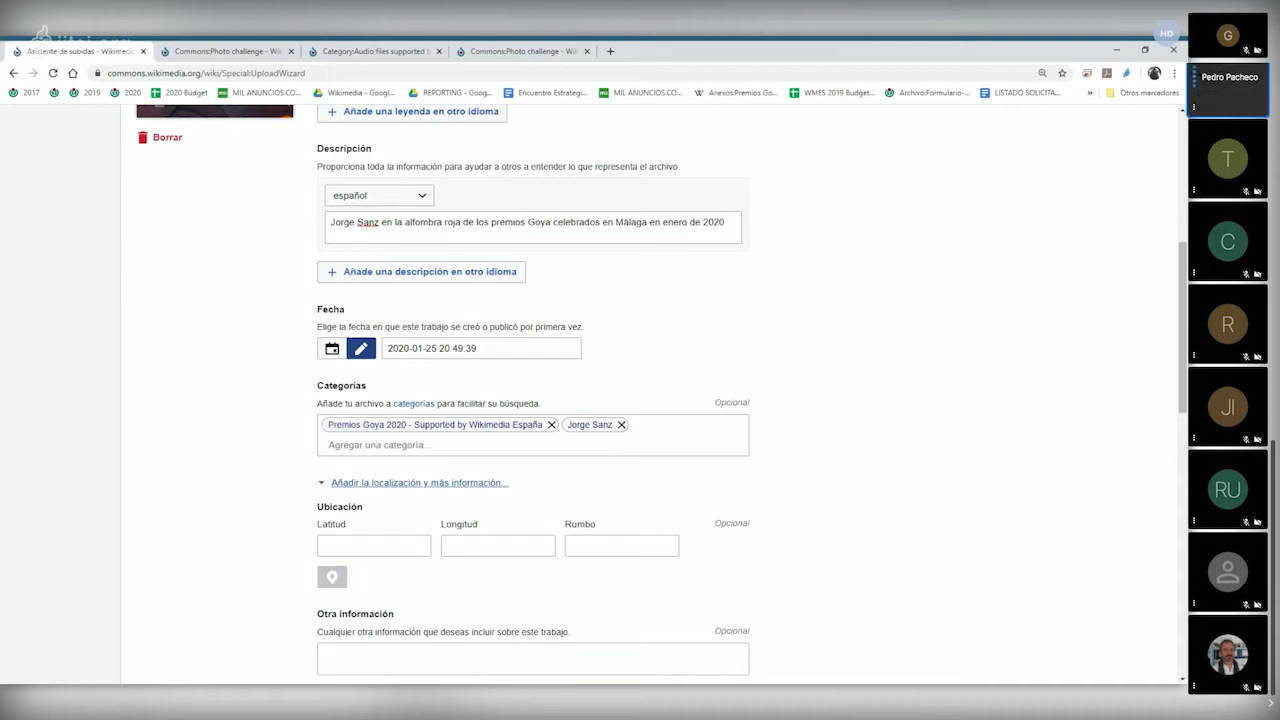 jitsi.org
HD
Asistente de subidas - Wikimedi
Commons:Photo challenge - Wiki
Category:Audio files supported b
Commons:Photo challenge - Wiki
commons.wikimedia.org/wiki/Special:UploadWizard
2017
2019
2020
2020 Budget
MIL ANUNCIOS.CO...
Wikimedia - Googl...
REPORTING - Googl...
Encuentro Estrategi...
MIL ANUNCIOS.CO...
Anexos:Premios Go...
WMES 2019 Budget...
Archivo:Formulario-...
LISTADO SOLICITA...
»
Otros marcadores
+ Añade una leyenda en otro idioma
Borrar
Descripción
Proporciona toda la información para ayudar a otros a entender lo que representa el archivo.
español
Jorge Sanz en la alfombra roja de los premios Goya celebrados en Málaga en enero de 2020
+ Añade una descripción en otro idioma
Fecha
Elige la fecha en que este trabajo se creó o publicó por primera vez.
2020-01-25 20:49:39
Categorías
Añade tu archivo a categorías para facilitar su búsqueda.
Opcional
Premios Goya 2020 - Supported by Wikimedia España
Jorge Sanz
Agregar una categoría...
Añadir la localización y más información...
Ubicación
Latitud
Longitud
Rumbo
Opcional
Otra información
Cualquier otra información que deseas incluir sobre este trabajo.
Opcional
G
Pedro Pacheco
T
C
R
JI
RU